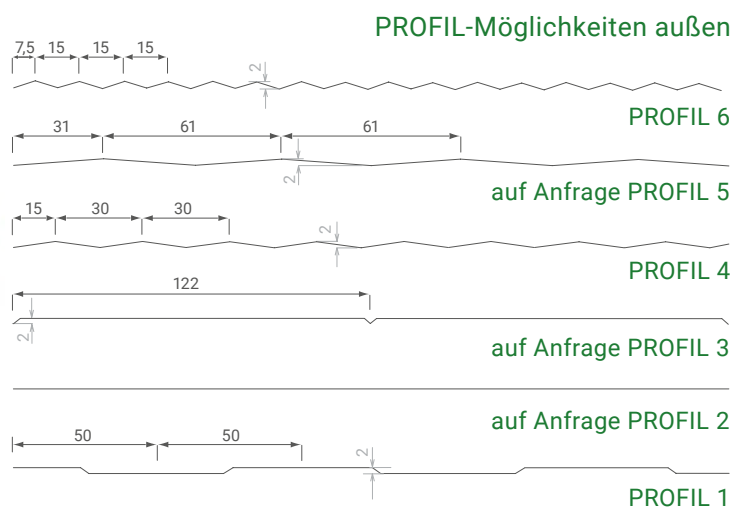 PROFIL-Möglichkeiten außen
7,5 15 15 15
2
PROFIL 6
31 61 61
2
auf Anfrage PROFIL 5
15 30 30
2
PROFIL 4
122
2
auf Anfrage PROFIL 3
auf Anfrage PROFIL 2
50 50
2
PROFIL 1